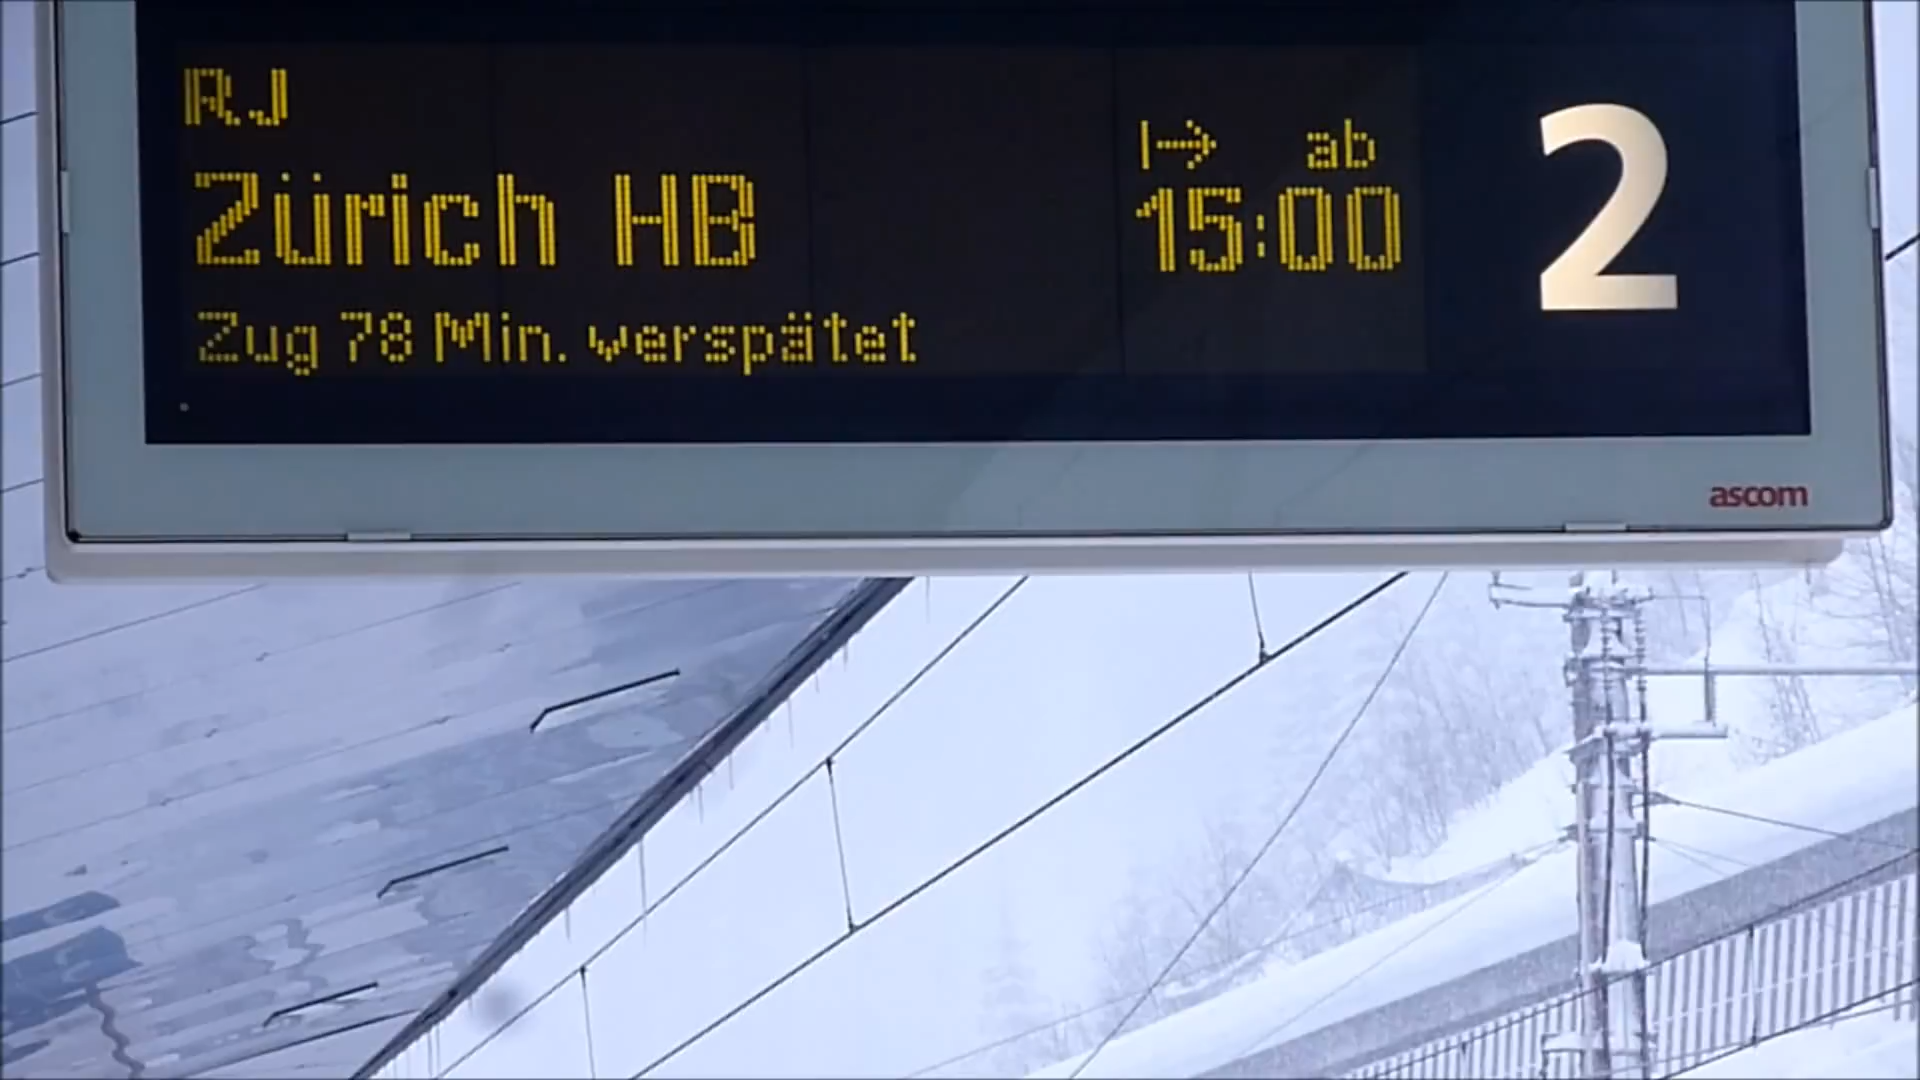 RJ
ab
Zürich HB 15:00 2
Zug 78 Min. verspätet
ascom